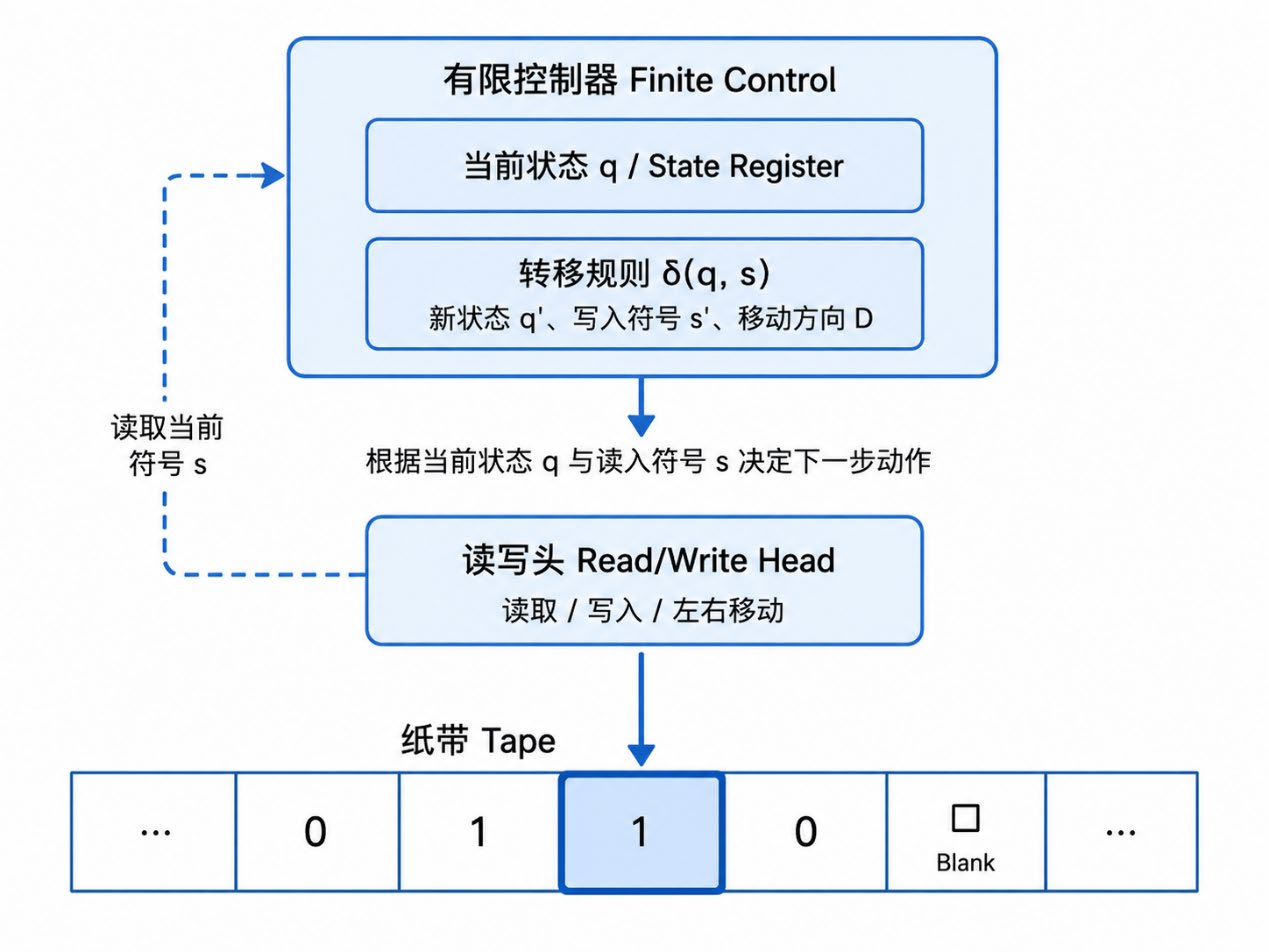 有限控制器 Finite Control
当前状态 q / State Register
转移规则 δ(q, s)
新状态 q'、写入符号 s'、移动方向 D
读取当前
符号 s
根据当前状态 q 与读入符号 s 决定下一步动作
读写头 Read/Write Head
读取 / 写入 / 左右移动
纸带 Tape
... 0 1 1 0 □ ...
Blank